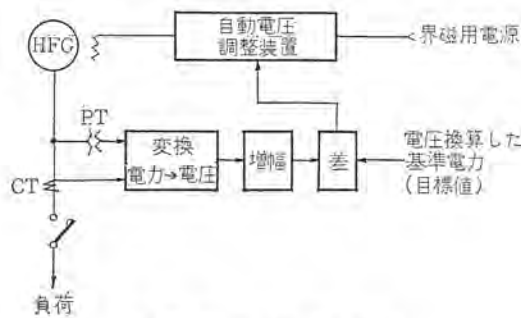 HFG
自動電圧
調整装置
界磁用電源
PT
変換
電力→電圧
増幅
差
電圧換算した
基準電力
(目標値)
CT
負荷